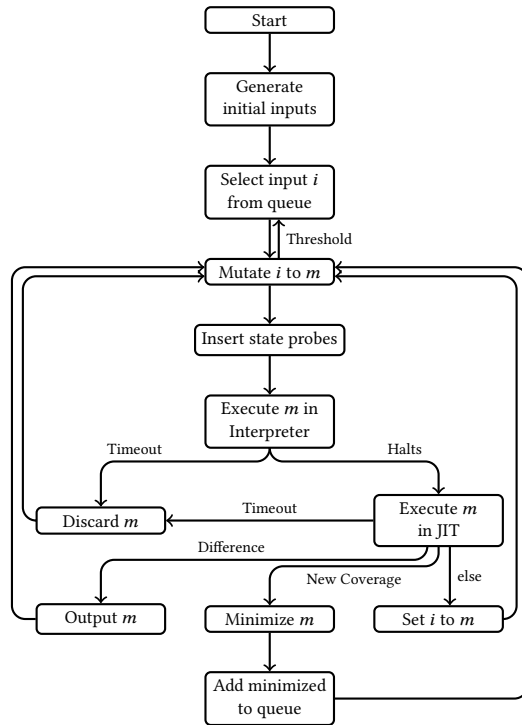 Start
Generate
initial inputs
Select input i
from queue
Threshold
Mutate i to m
Insert state probes
Execute m in
Interpreter
Timeout
Halts
Discard m
Timeout
Execute m
in JIT
Difference
New Coverage
else
Output m
Minimize m
Set i to m
Add minimized
to queue